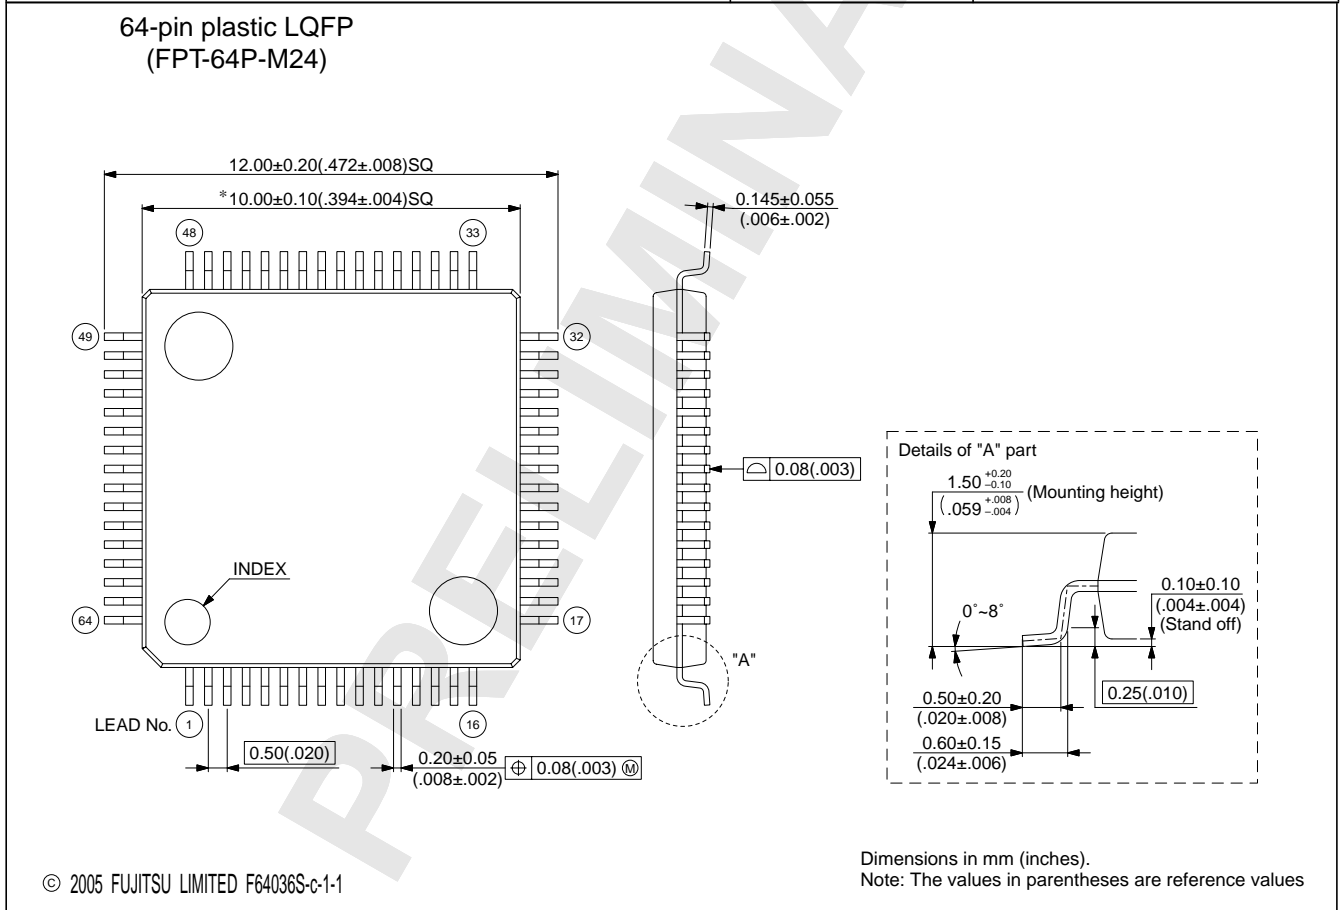 64-pin plastic LQFP
(FPT-64P-M24)
12.00±0.20(.472±.008)SQ
*10.00±0.10(.394±.004)SQ
0.145±0.055
(.006±.002)
48
33
49
32
0.08(.003)
Details of "A" part
1.50 +0.20 –0.10 (Mounting height)
(.059 +.008 –.004)
0.10±0.10
(.004±.004)
(Stand off)
0°~8°
0.25(.010)
0.50±0.20
(.020±.008)
0.60±0.15
(.024±.006)
INDEX
64
17
"A"
LEAD No. 1
16
0.50(.020)
0.20±0.05
(.008±.002)
⌖ 0.08(.003) Ⓜ
PRELIMINA
© 2005 FUJITSU LIMITED F64036S-c-1-1
Dimensions in mm (inches).
Note: The values in parentheses are reference values